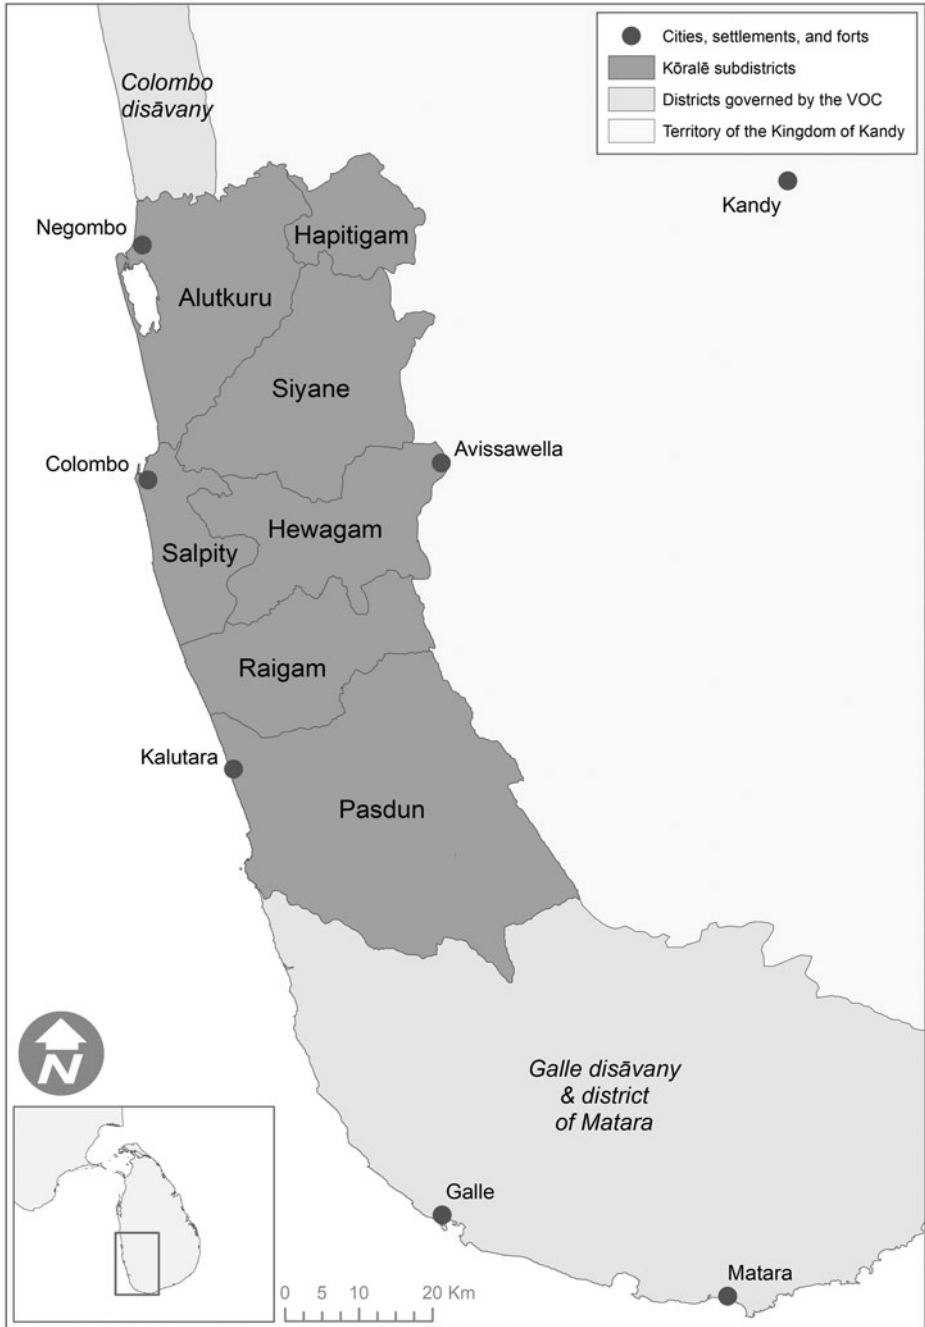 Colombo
disāvany
Cities, settlements, and forts
Kōralē subdistricts
Districts governed by the VOC
Territory of the Kingdom of Kandy
Kandy
Negombo
Hapitigam
Alutkuru
Siyane
Avissawella
Colombo
Hewagam
Salpity
Raigam
Kalutara
Pasdun
N
Galle disāvany
& district
of Matara
Galle
Matara
0 5 10 20 Km